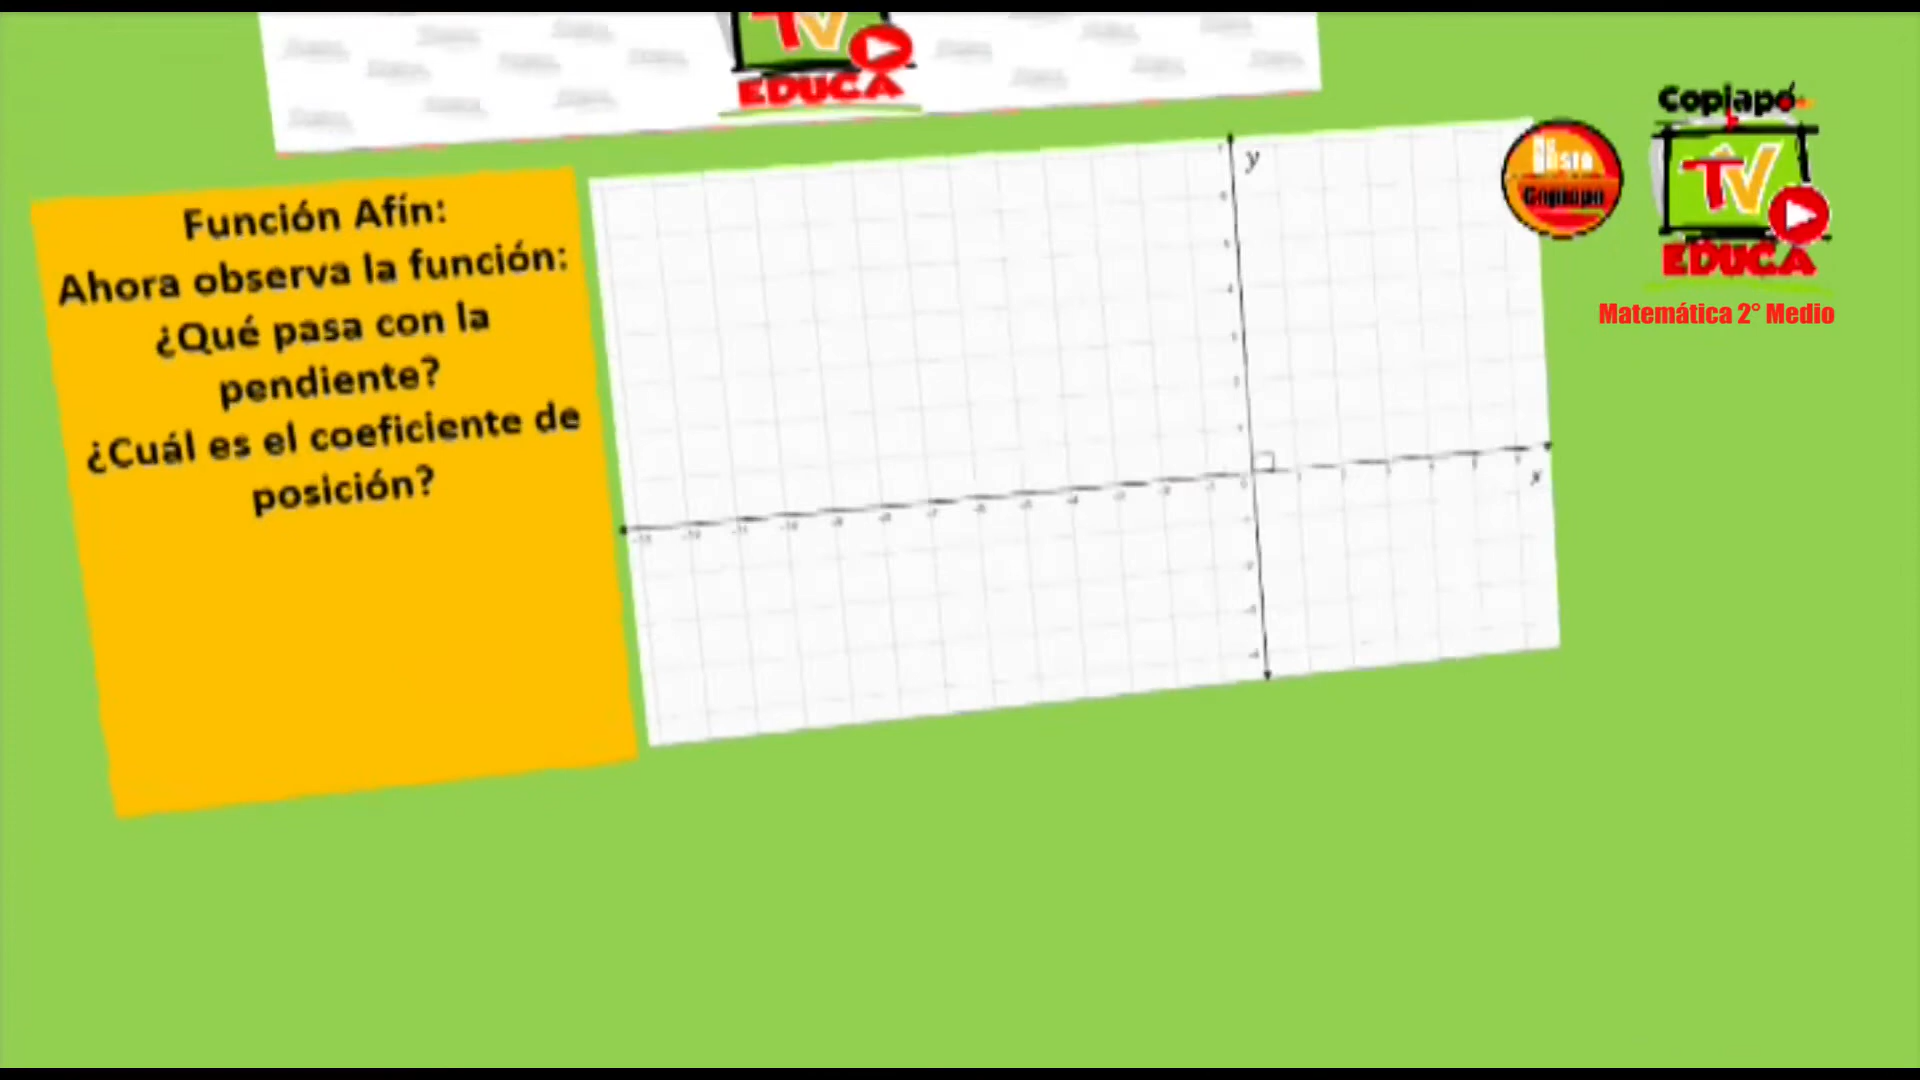 TV
EDUCA
Copiapó
TV
EDUCA
Copiapó
Matemática 2° Medio
Función Afín:
Ahora observa la función:
¿Qué pasa con la
pendiente?
¿Cuál es el coeficiente de
posición?
y
x